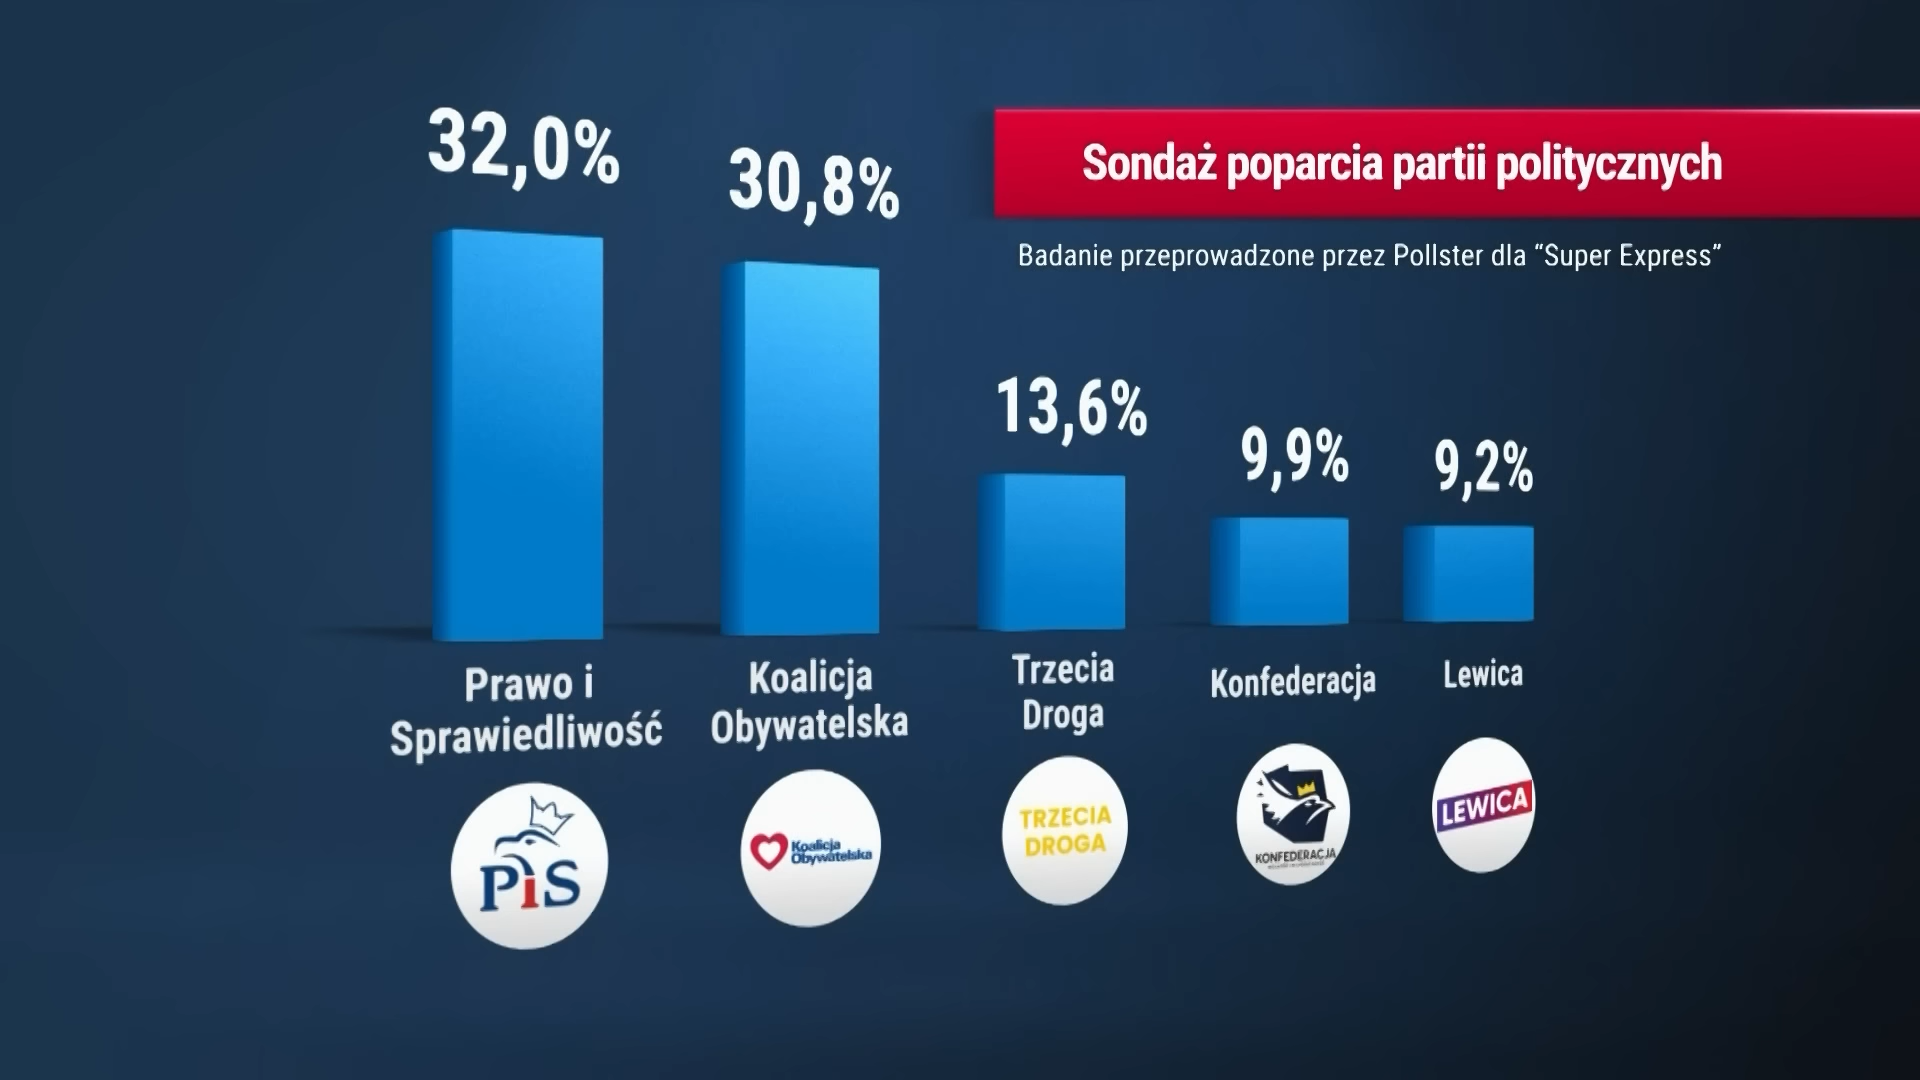 Sondaż poparcia partii politycznych
Badanie przeprowadzone przez Pollster dla “Super Express”
32,0%
30,8%
13,6%
9,9%
9,2%
Prawo i
Sprawiedliwość
Koalicja
Obywatelska
Trzecia
Droga
Konfederacja
Lewica
PiS
Koalicja
Obywatelska
TRZECIA
DROGA
KONFEDERACJA
LEWICA